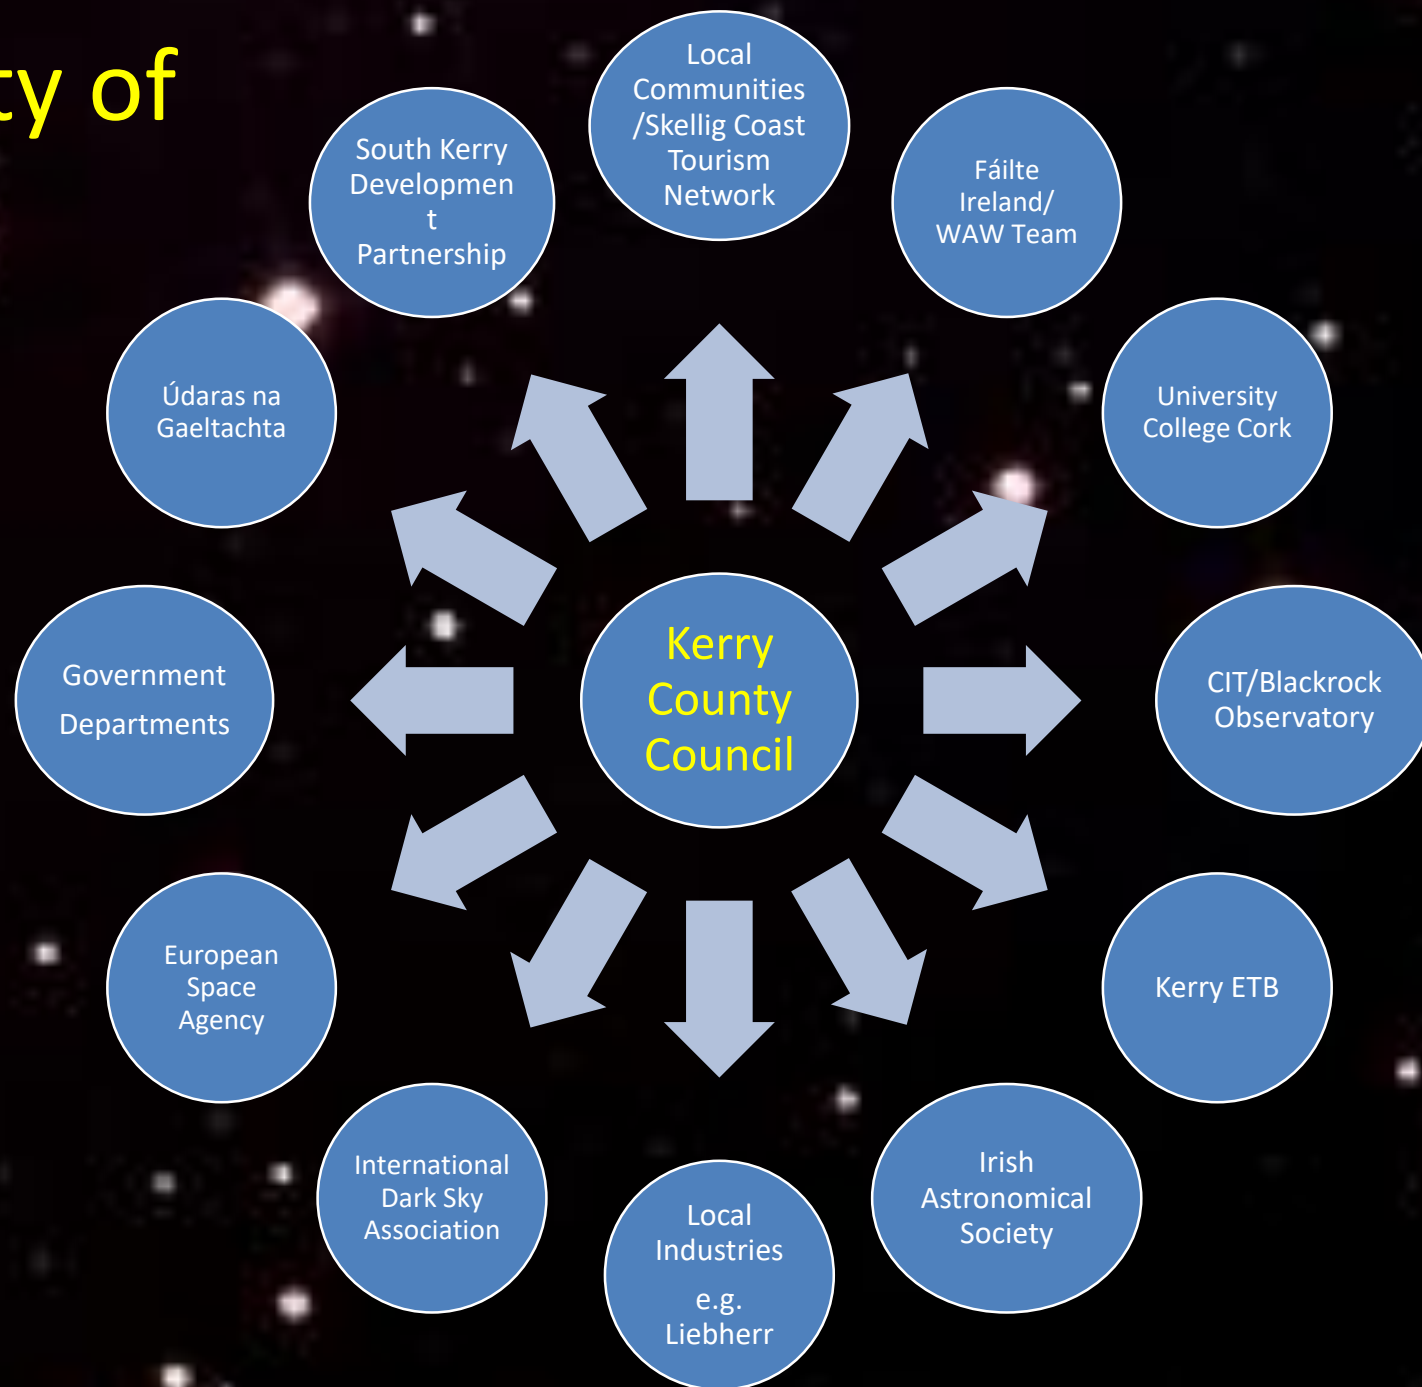 ty of
Local
Communities
/Skellig Coast
Tourism
Network
Fáilte
Ireland/
WAW Team
University
College Cork
CIT/Blackrock
Observatory
Kerry ETB
Irish
Astronomical
Society
Local
Industries
e.g.
Liebherr
International
Dark Sky
Association
European
Space
Agency
Government
Departments
Údaras na
Gaeltachta
South Kerry
Developmen
t
Partnership
Kerry
County
Council